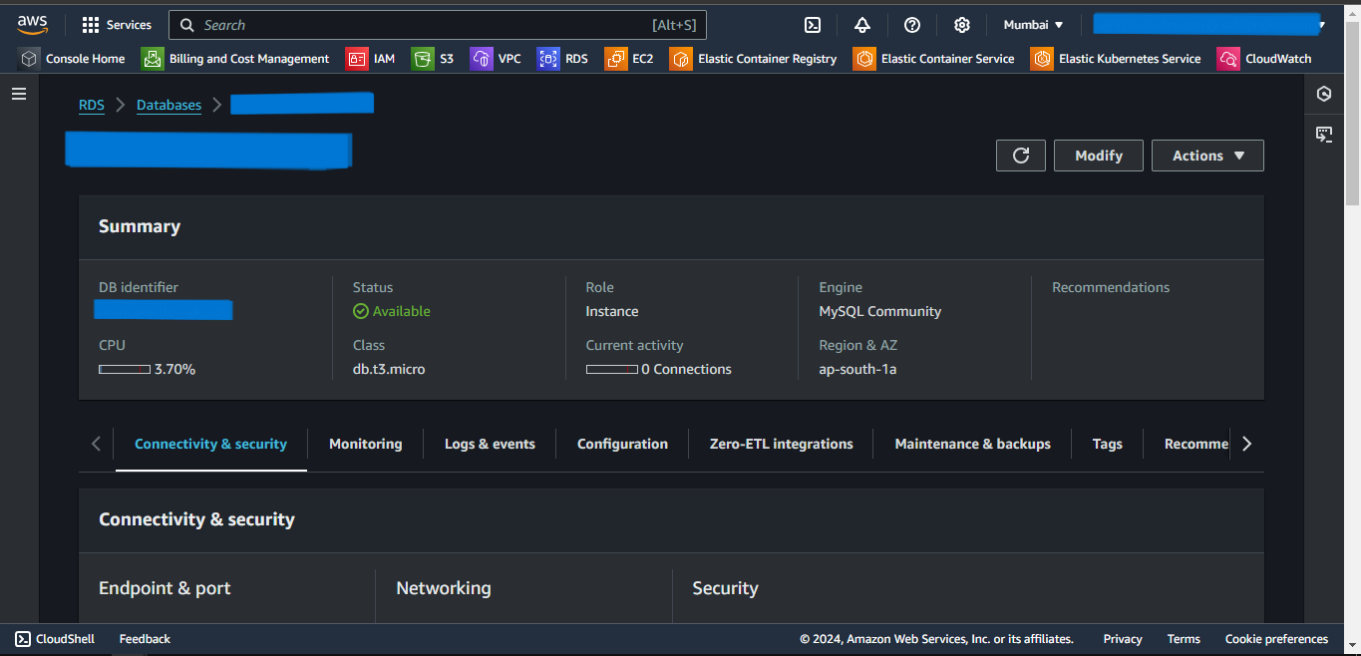 aws Services Search [Alt+S] Mumbai
Console Home Billing and Cost Management IAM S3 VPC RDS EC2 Elastic Container Registry Elastic Container Service Elastic Kubernetes Service CloudWatch
RDS Databases
Modify Actions
Summary
DB identifier Status Role Engine Recommendations
Available Instance MySQL Community
CPU Class Current activity Region & AZ
3.70% db.t3.micro 0 Connections ap-south-1a
Connectivity & security Monitoring Logs & events Configuration Zero-ETL integrations Maintenance & backups Tags Recomme
Connectivity & security
Endpoint & port Networking Security
CloudShell Feedback © 2024, Amazon Web Services, Inc. or its affiliates. Privacy Terms Cookie preferences